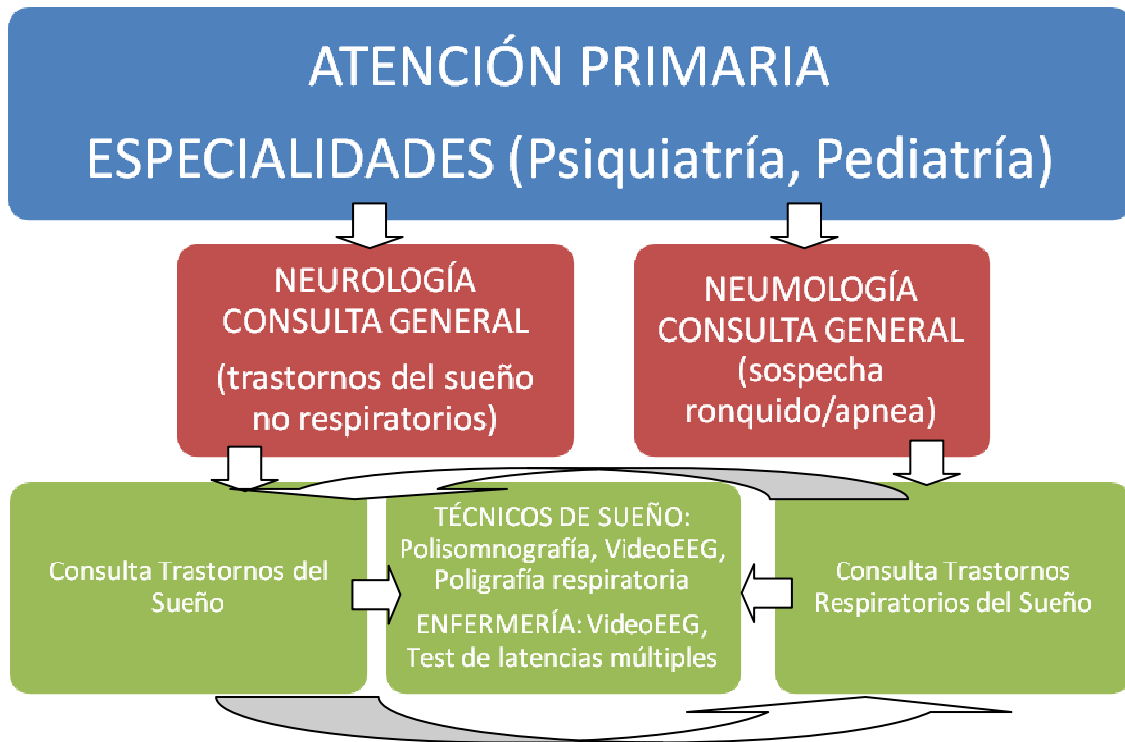 ATENCIÓN PRIMARIA
ESPECIALIDADES (Psiquiatría, Pediatría)
NEUROLOGÍA
CONSULTA GENERAL
(trastornos del sueño
no respiratorios)
NEUMOLOGÍA
CONSULTA GENERAL
(sospecha
ronquido/apnea)
Consulta Trastornos del
Sueño
TÉCNICOS DE SUEÑO:
Polisomnografía, VideoEEG,
Poligrafía respiratoria
ENFERMERÍA: VideoEEG,
Test de latencias múltiples
Consulta Trastornos
Respiratorios del Sueño